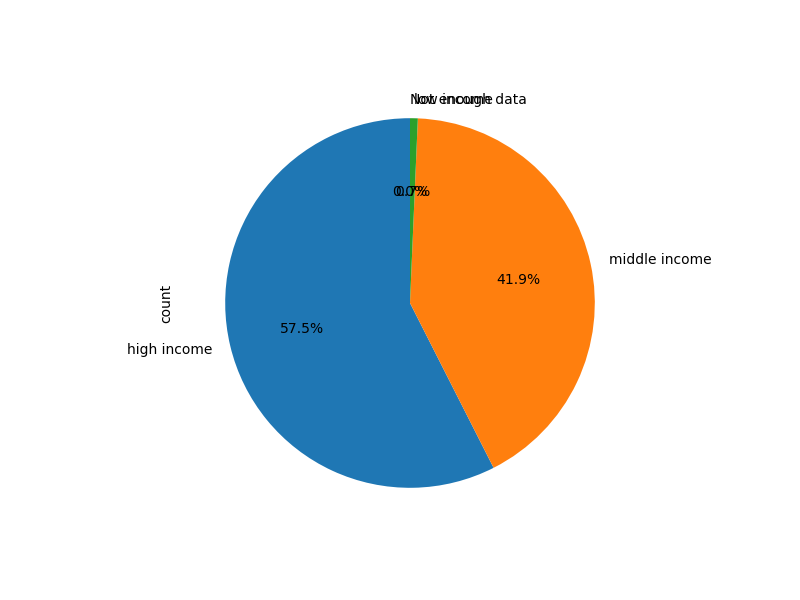 low income
Not enough data
0.7%
0.0%
middle income
41.9%
count
57.5%
high income